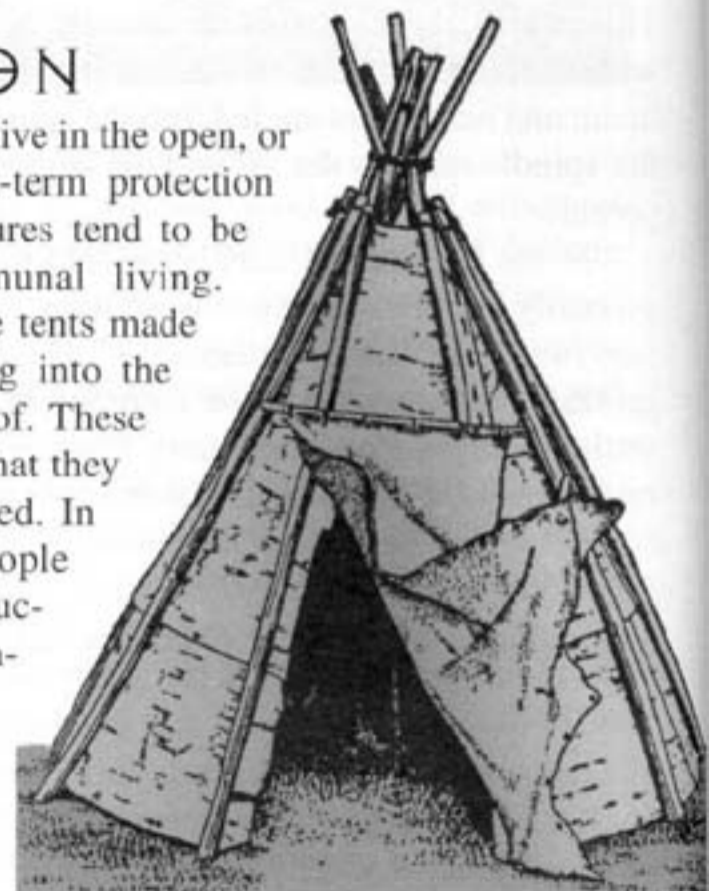 ON
ive in the open, or
-term protection
ures tend to be
munal living.
e tents made
g into the
of. These
hat they
ed. In
ople
uc-
n-